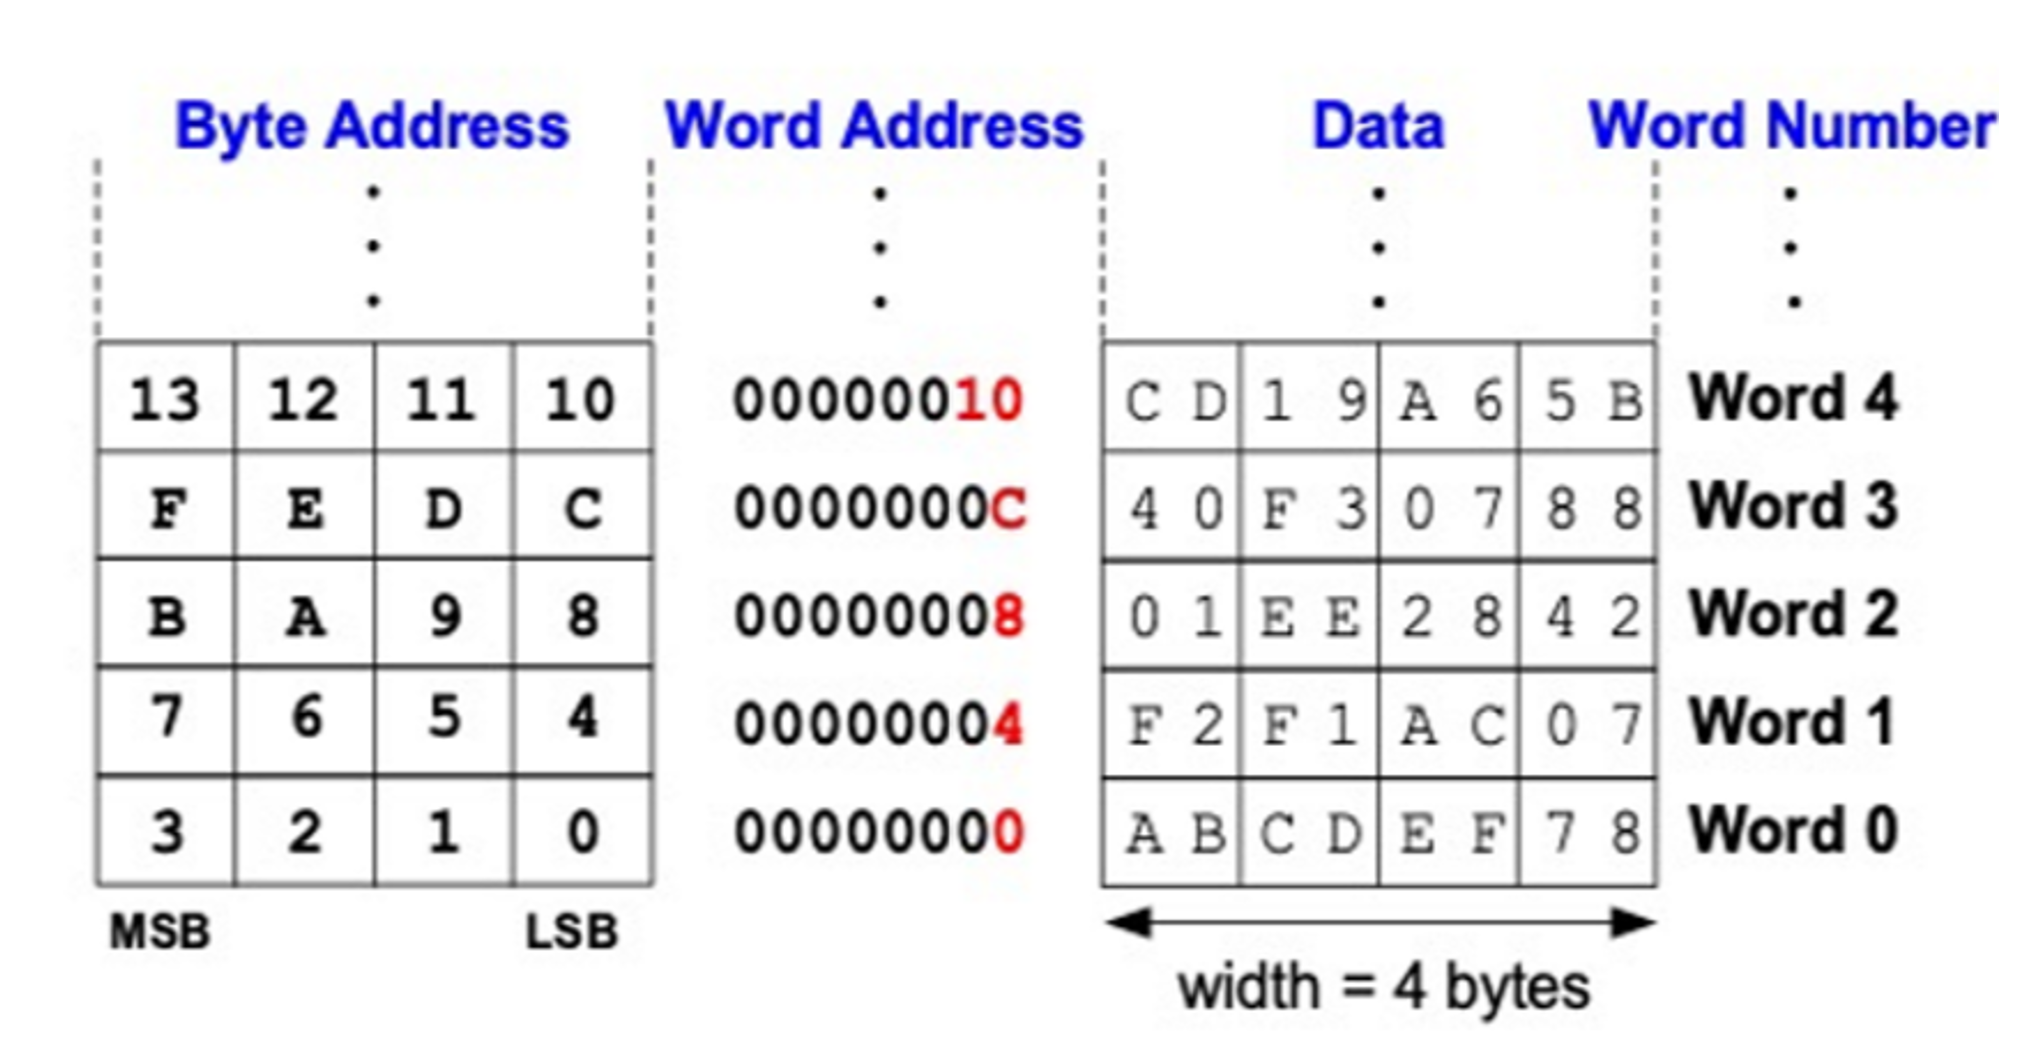 Byte Address Word Address Data Word Number
13 12 11 10 00000010 C D 1 9 A 6 5 B Word 4
F E D C 0000000C 4 0 F 3 0 7 8 8 Word 3
B A 9 8 00000008 0 1 E E 2 8 4 2 Word 2
7 6 5 4 00000004 F 2 F 1 A C 0 7 Word 1
3 2 1 0 00000000 A B C D E F 7 8 Word 0
MSB LSB
width = 4 bytes